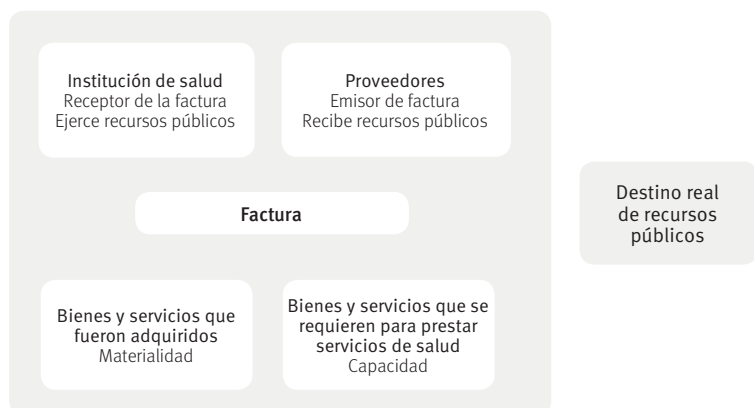 Institución de salud
Receptor de la factura
Ejerce recursos públicos
Proveedores
Emisor de factura
Recibe recursos públicos
Factura
Bienes y servicios que
fueron adquiridos
Materialidad
Bienes y servicios que se
requieren para prestar
servicios de salud
Capacidad
Destino real
de recursos
públicos